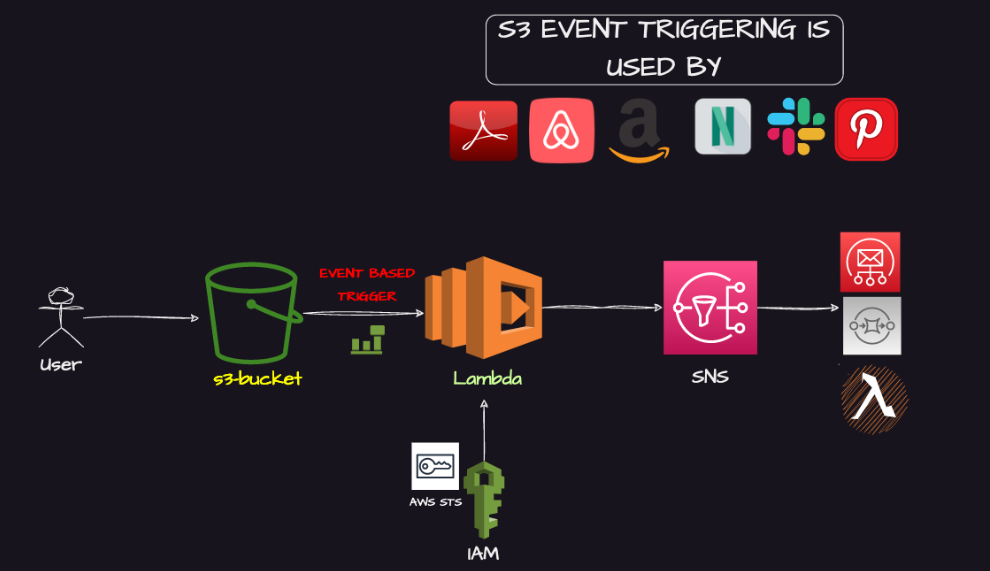 S3 EVENT TRIGGERING IS
USED BY
EVENT BASED
TRIGGER
User
s3-bucket
Lambda
SNS
AWS STS
IAM